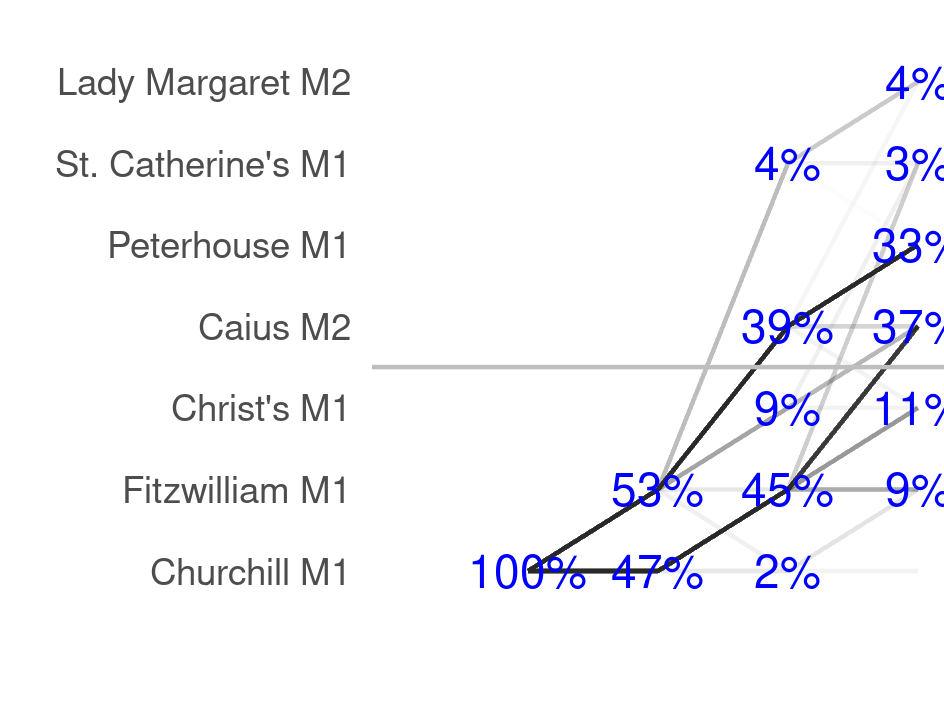 Lady Margaret M2 4%
St. Catherine's M1 4% 3%
Peterhouse M1 33%
Caius M2 39% 37%
Christ's M1 9% 11%
Fitzwilliam M1 53% 45% 9%
Churchill M1 100% 47% 2%